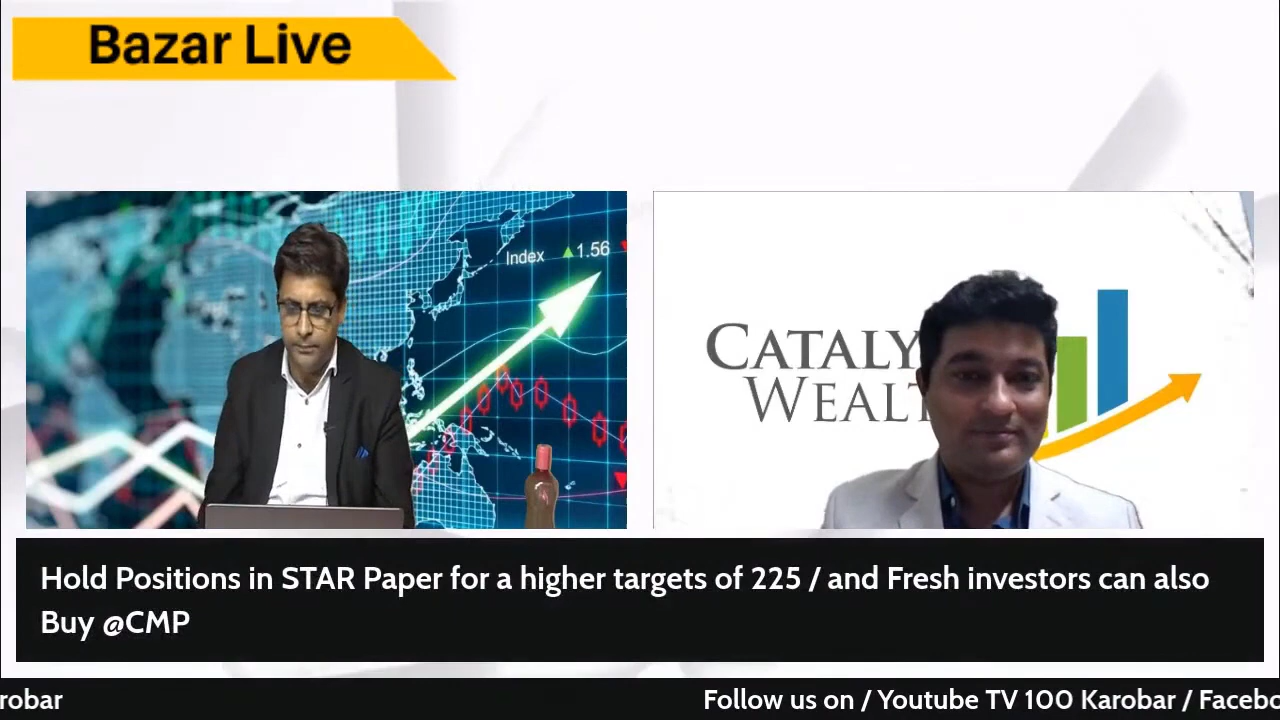 Bazar Live
Index ▲1.56
CATALY
WEALT
Hold Positions in STAR Paper for a higher targets of 225 / and Fresh investors can also
Buy @CMP
robar Follow us on / Youtube TV 100 Karobar / Facebo